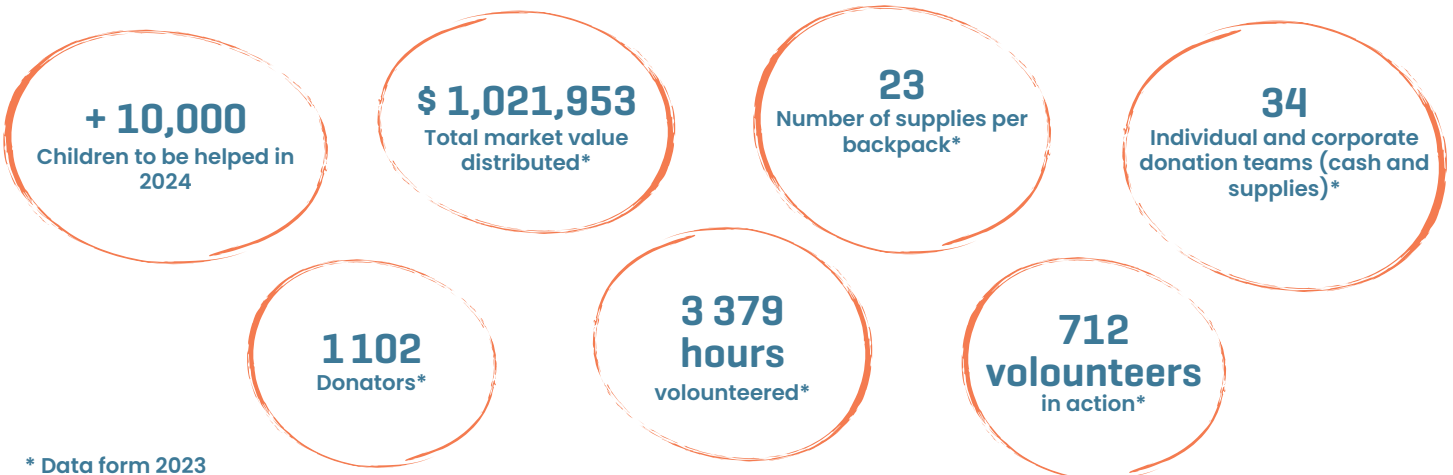 + 10,000
Children to be helped in
2024
$ 1,021,953
Total market value
distributed*
23
Number of supplies per
backpack*
34
Individual and corporate
donation teams (cash and
supplies)*
1 102
Donators*
3 379
hours
volounteered*
712
volounteers
in action*
* Data form 2023